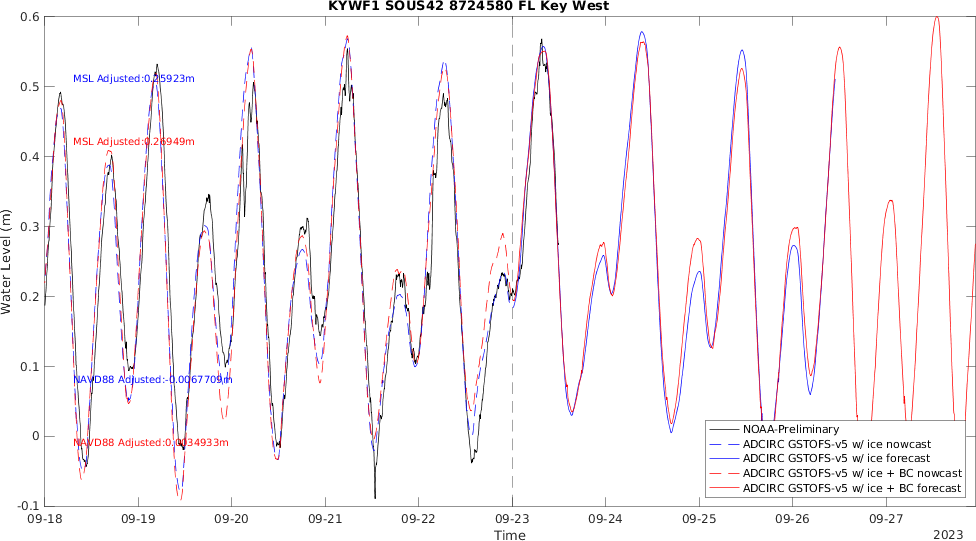 KYWF1 SOUS42 8724580 FL Key West
0.6
0.5
0.4
0.3
0.2
0.1
0
-0.1
Water Level (m)
MSL Adjusted:0.25923m
MSL Adjusted:0.26949m
NAVD88 Adjusted:-0.0067709m
NAVD88 Adjusted:0.0034933m
NOAA-Preliminary
ADCIRC GSTOFS-v5 w/ ice nowcast
ADCIRC GSTOFS-v5 w/ ice forecast
ADCIRC GSTOFS-v5 w/ ice + BC nowcast
ADCIRC GSTOFS-v5 w/ ice + BC forecast
09-18 09-19 09-20 09-21 09-22 09-23 09-24 09-25 09-26 09-27
Time
2023